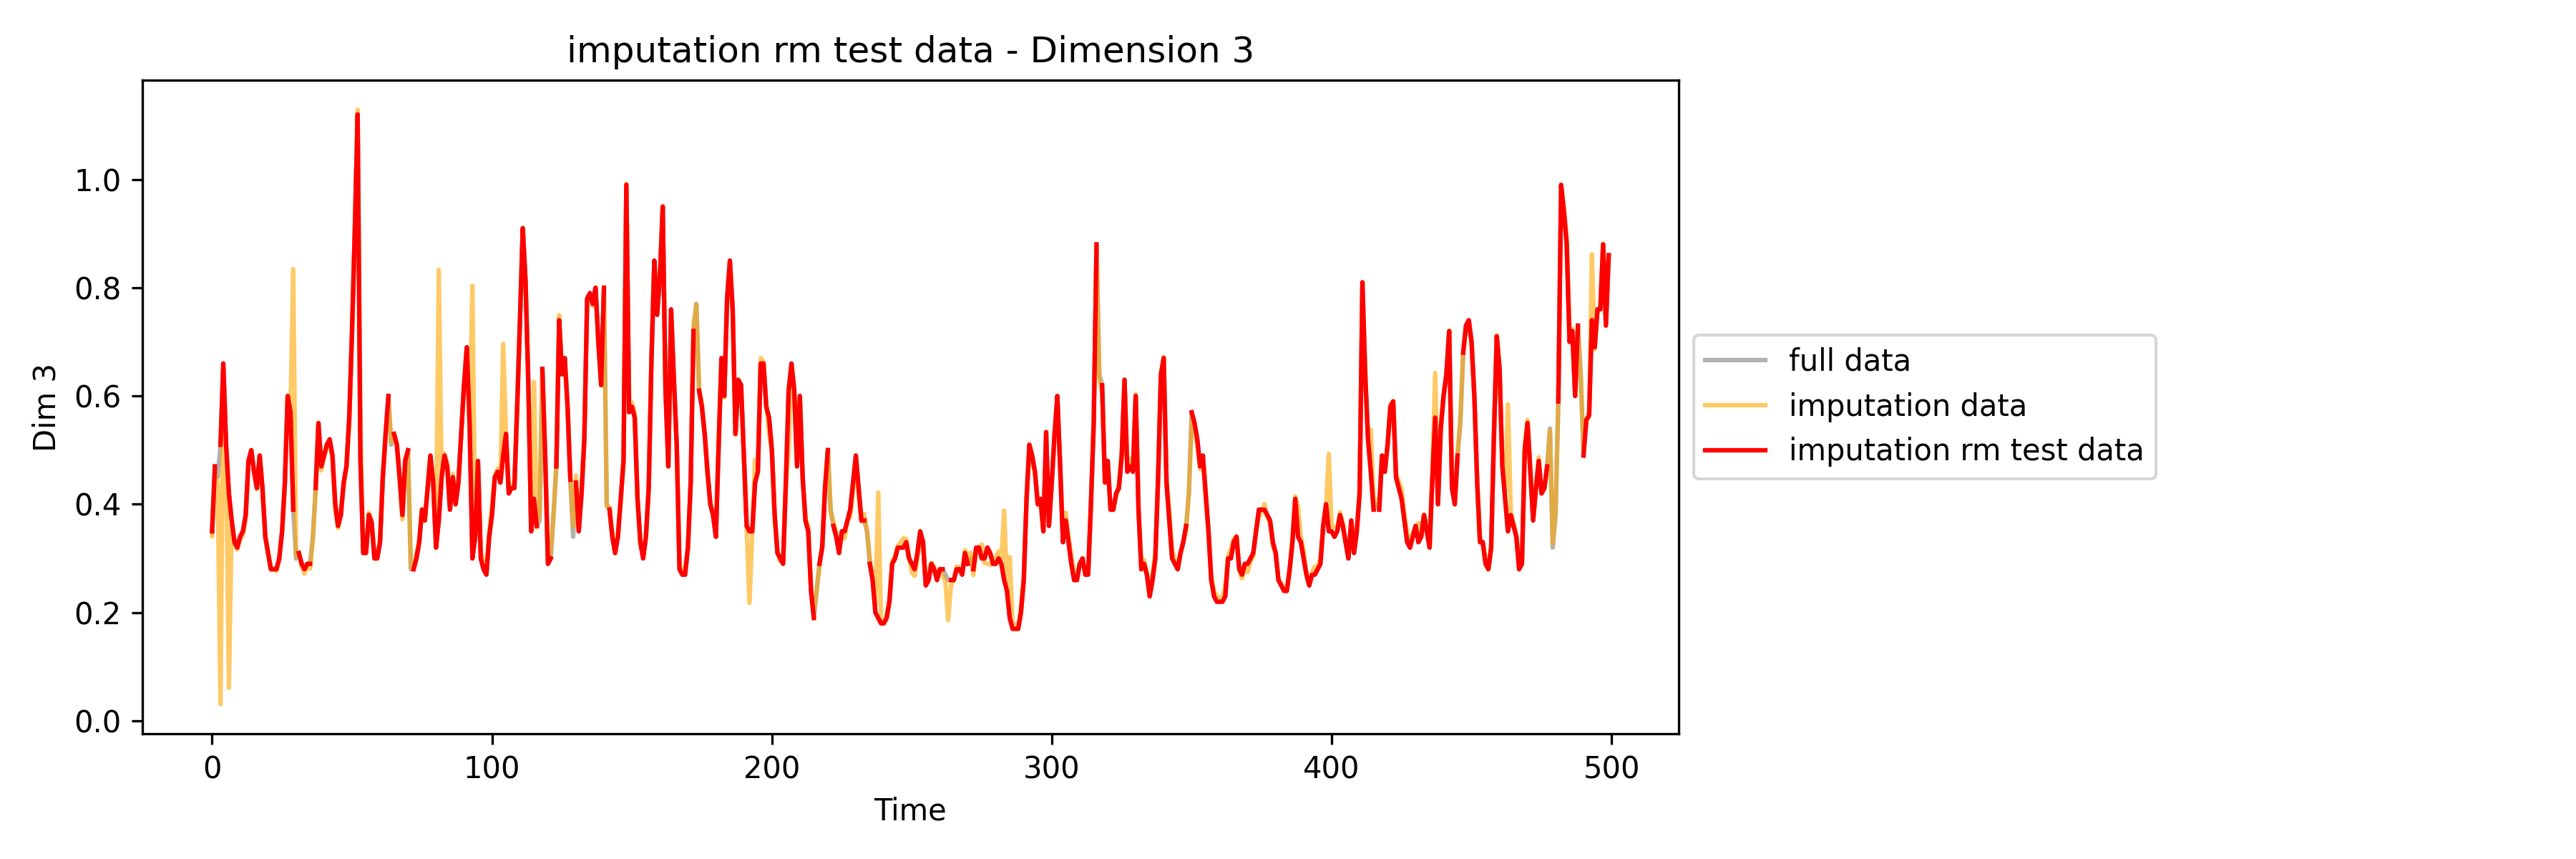 imputation rm test data - Dimension 3
Dim 3
1.0
0.8
0.6
0.4
0.2
0.0
0
100
200
300
400
500
Time
full data
imputation data
imputation rm test data